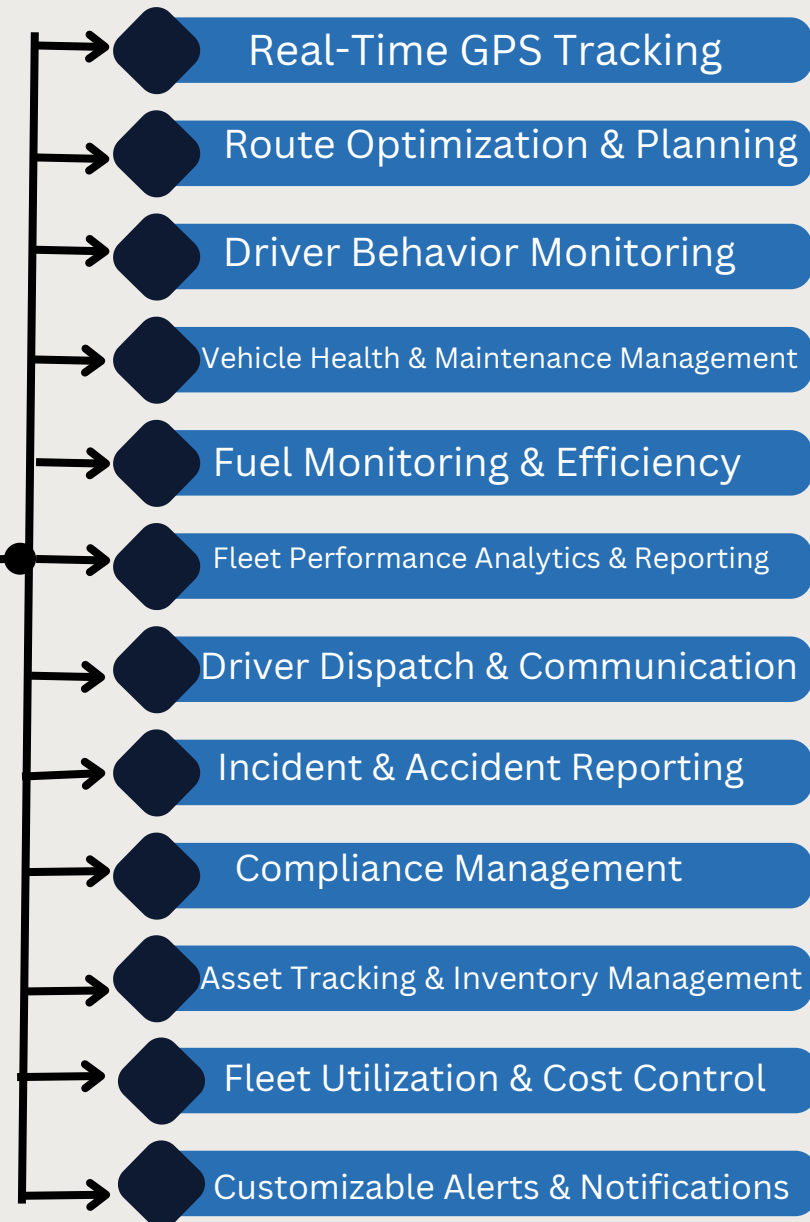 Real-Time GPS Tracking
Route Optimization & Planning
Driver Behavior Monitoring
Vehicle Health & Maintenance Management
Fuel Monitoring & Efficiency
Fleet Performance Analytics & Reporting
Driver Dispatch & Communication
Incident & Accident Reporting
Compliance Management
Asset Tracking & Inventory Management
Fleet Utilization & Cost Control
Customizable Alerts & Notifications